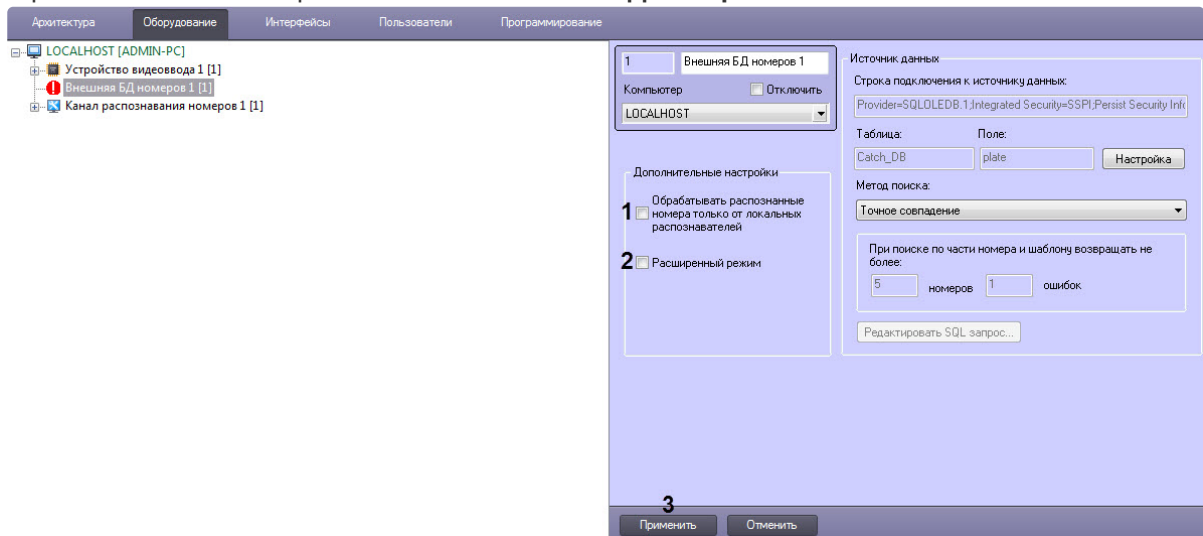 Архитектура Оборудование Интерфейсы Пользователи Программирование
LOCALHOST [ADMIN-PC]
Устройство видеоввода 1 [1]
Внешняя БД номеров 1 [1]
Канал распознавания номеров 1 [1]
1 Внешняя БД номеров 1
Компьютер Отключить
LOCALHOST
Дополнительные настройки
1 Обрабатывать распознанные
номера только от локальных
распознавателей
2 Расширенный режим
Источник данных
Строка подключения к источнику данных:
Provider=SQLOLEDB.1;Integrated Security=SSPI;Persist Security Info
Таблица: Поле:
Catch_DB plate Настройка
Метод поиска:
Точное совпадение
При поиске по части номера и шаблону возвращать не
более:
5 номеров 1 ошибок
Редактировать SQL запрос...
3
Применить Отменить